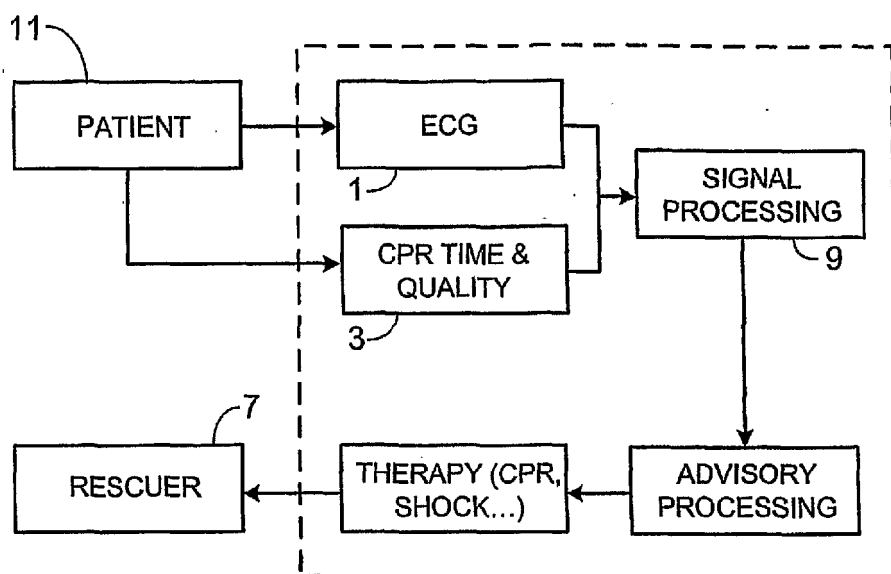 11
PATIENT
ECG
1
SIGNAL
PROCESSING
9
CPR TIME &
QUALITY
3
7
RESCUER
THERAPY (CPR,
SHOCK...)
ADVISORY
PROCESSING